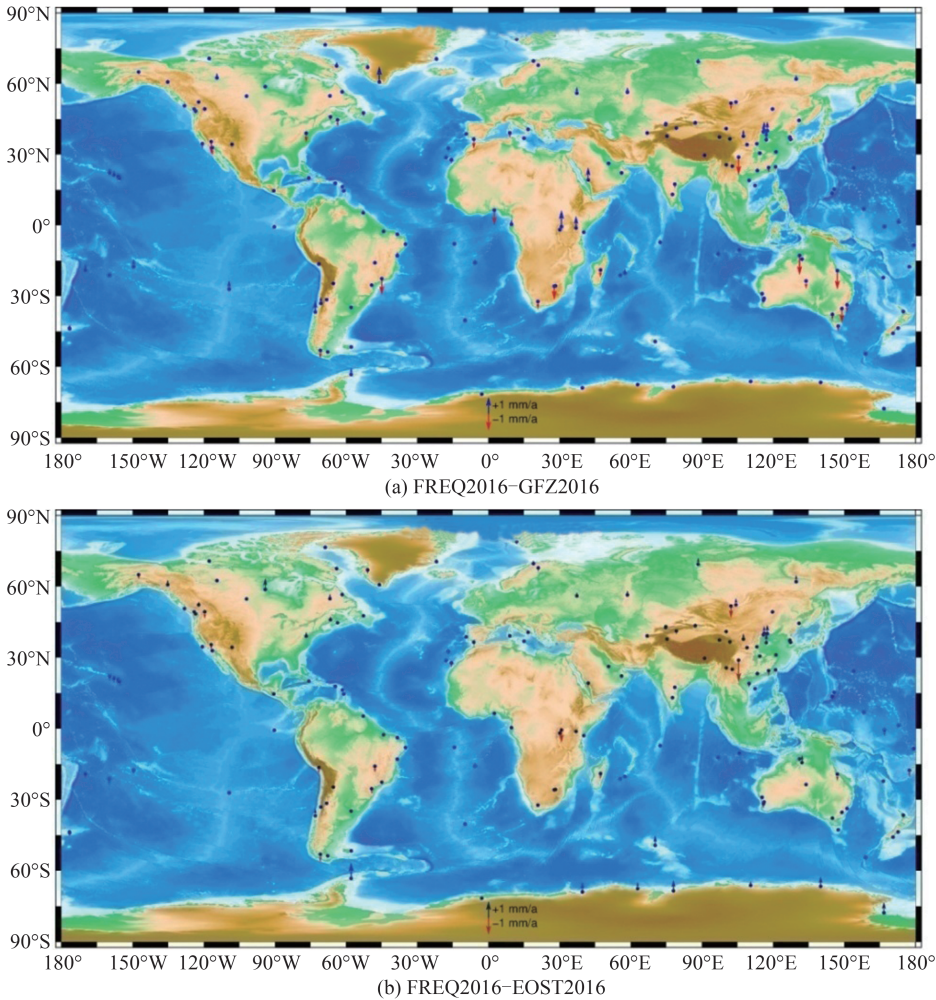 90°N
60°N
30°N
0°
30°S
60°S
90°S
+1 mm/a
−1 mm/a
180° 150°W 120°W 90°W 60°W 30°W 0° 30°E 60°E 90°E 120°E 150°E 180°
(a) FREQ2016−GFZ2016
90°N
60°N
30°N
0°
30°S
60°S
90°S
+1 mm/a
−1 mm/a
180° 150°W 120°W 90°W 60°W 30°W 0° 30°E 60°E 90°E 120°E 150°E 180°
(b) FREQ2016−EOST2016